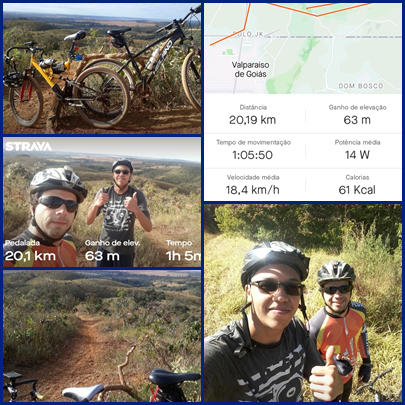 POLO JK
Valparaíso
de Goiás
DOM BOSCO
Distância
Ganho de elevação
20,19 km
63 m
Tempo de movimentação
Potência média
1:05:50
14 W
Velocidade média
Calorias
18,4 km/h
61 Kcal
STRAVA
Pedalada
Ganho de elev.
Tempo
20,1 km
63 m
1h 5m